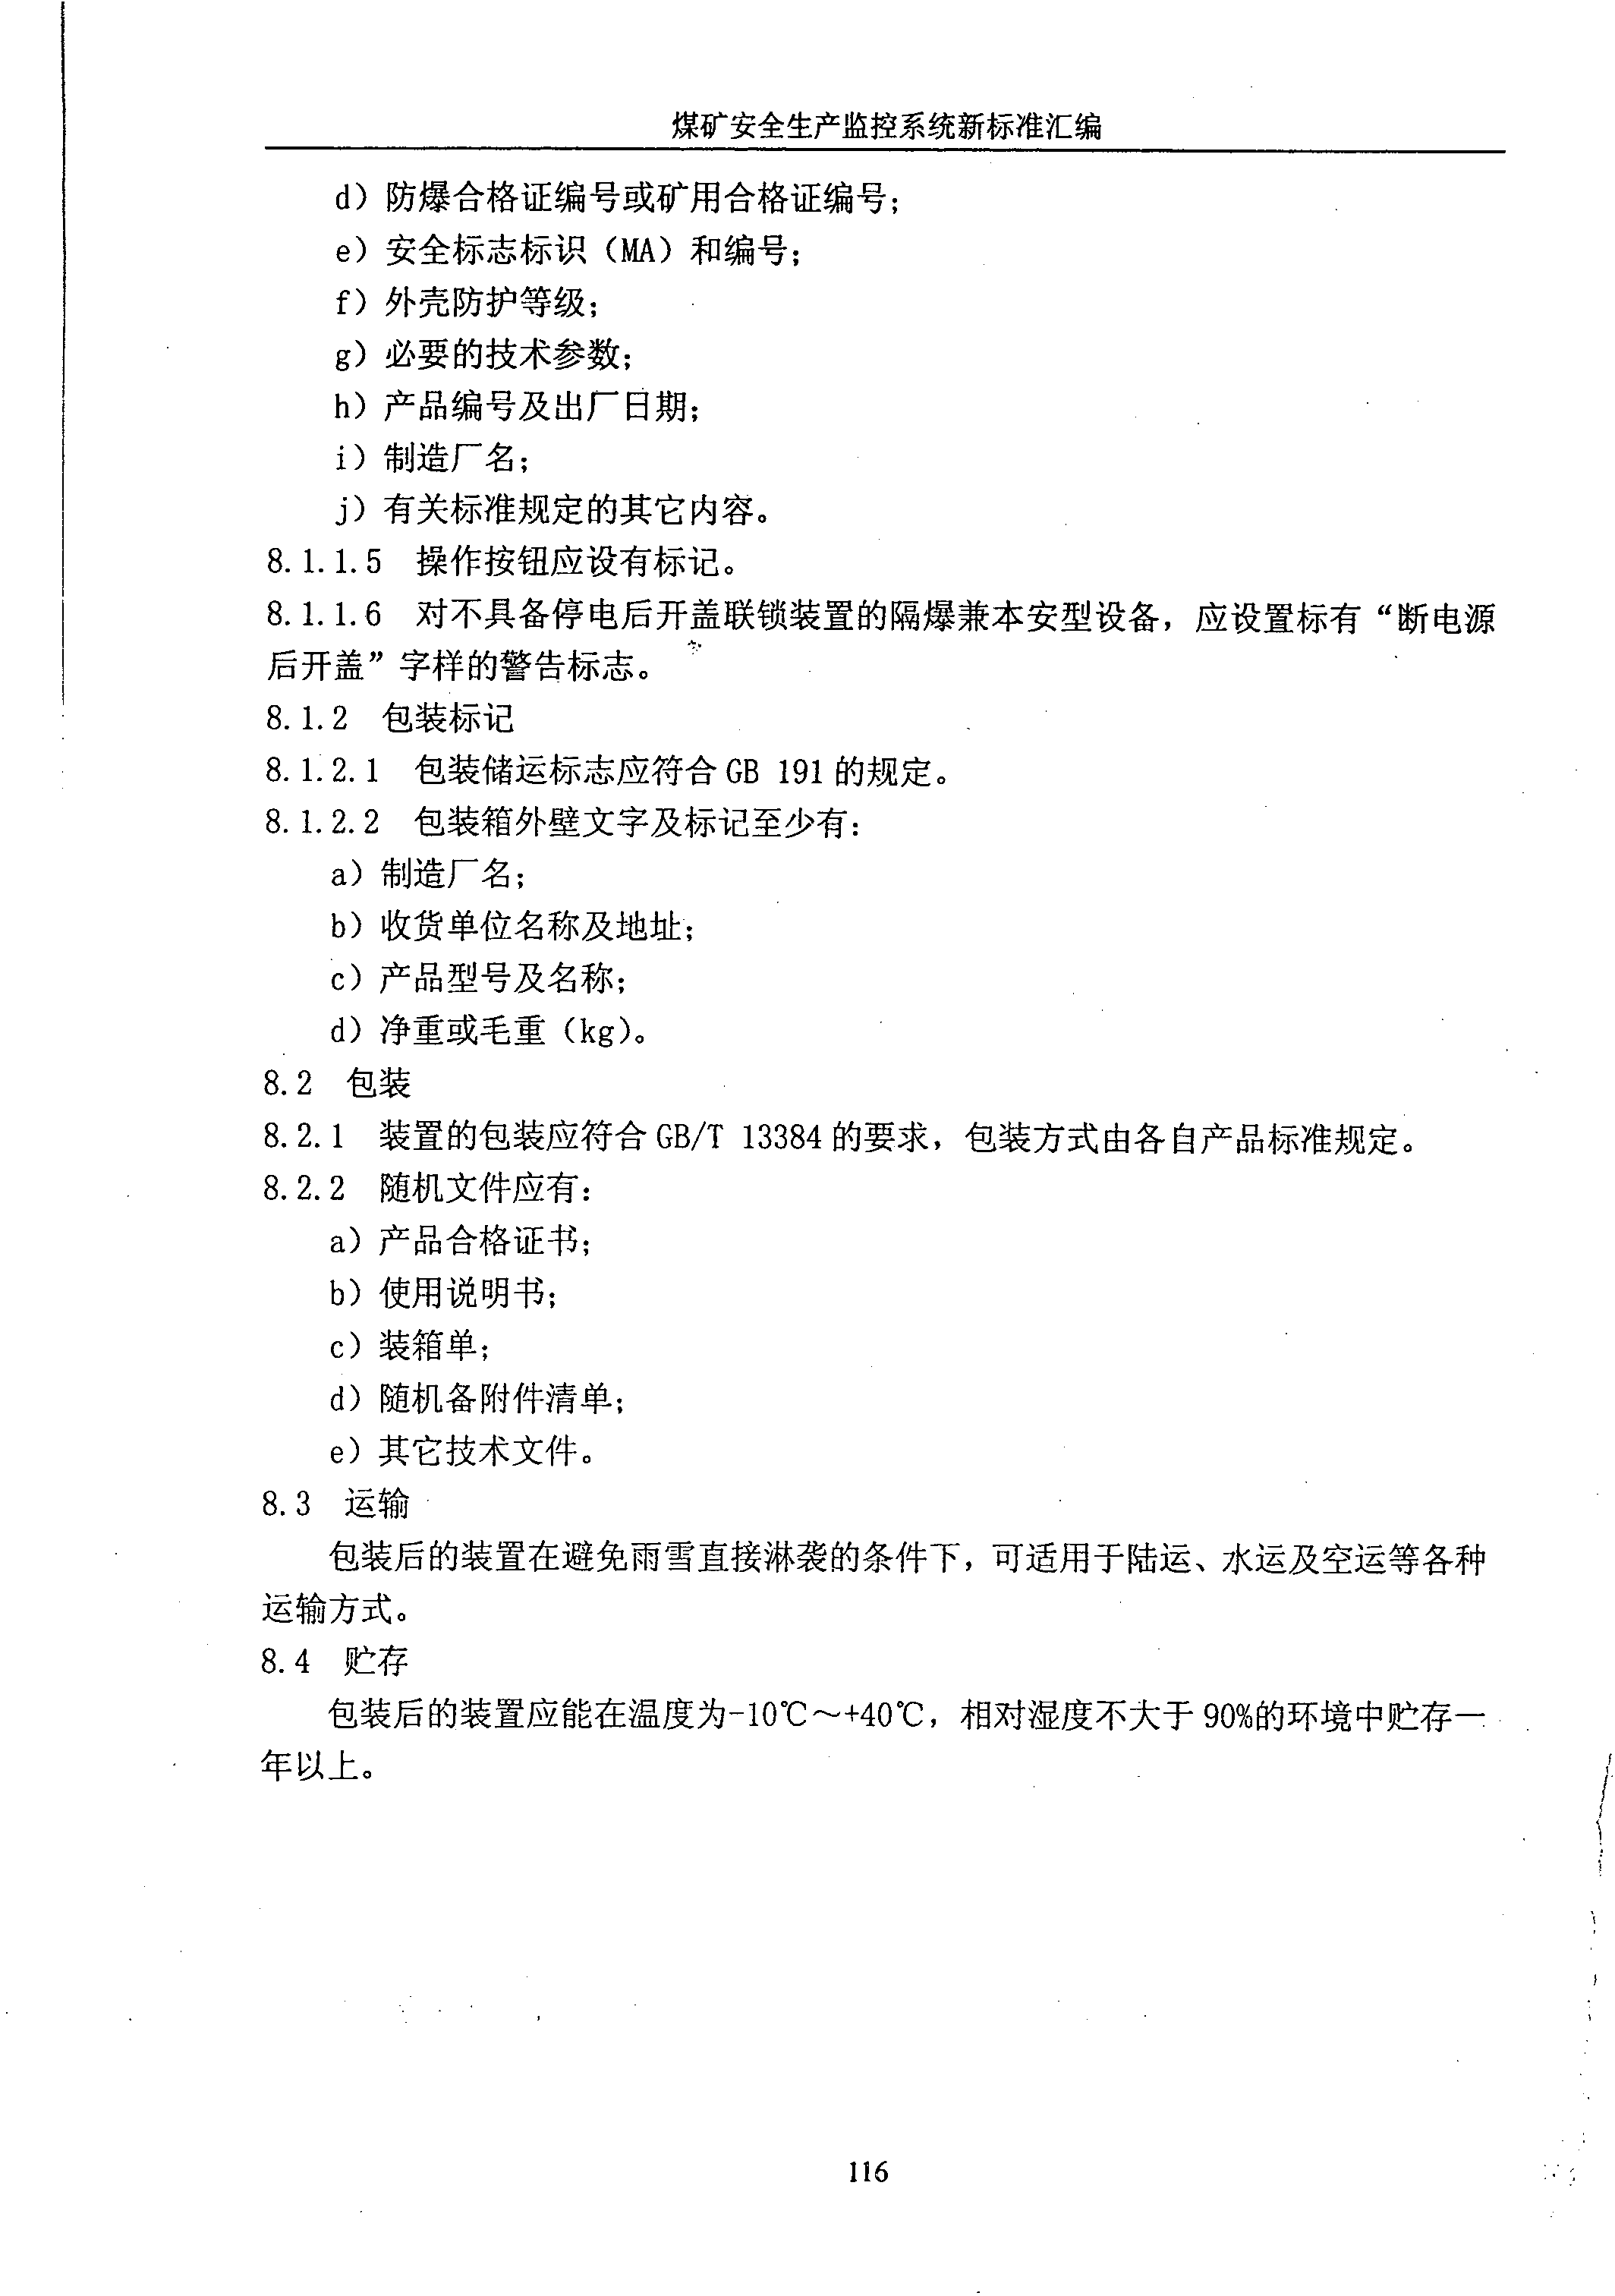 煤矿安全生产监控系统新标准汇编
d）防爆合格证编号或矿用合格证编号；
e）安全标志标识（MA）和编号；
f）外壳防护等级；
g）必要的技术参数；
h）产品编号及出厂日期；
i）制造厂名；
j）有关标准规定的其它内容。
8.1.1.5 操作按钮应设有标记。
8.1.1.6 对不具备停电后开盖联锁装置的隔爆兼本安型设备，应设置标有“断电源
后开盖”字样的警告标志。
8.1.2 包装标记
8.1.2.1 包装储运标志应符合 GB 191 的规定。
8.1.2.2 包装箱外壁文字及标记至少有：
a）制造厂名；
b）收货单位名称及地址；
c）产品型号及名称；
d）净重或毛重（kg）。
8.2 包装
8.2.1 装置的包装应符合 GB/T 13384 的要求，包装方式由各自产品标准规定。
8.2.2 随机文件应有：
a）产品合格证书；
b）使用说明书；
c）装箱单；
d）随机备附件清单；
e）其它技术文件。
8.3 运输
包装后的装置在避免雨雪直接淋袭的条件下，可适用于陆运、水运及空运等各种
运输方式。
8.4 贮存
包装后的装置应能在温度为-10℃～+40℃，相对湿度不大于 90%的环境中贮存一
年以上。
116